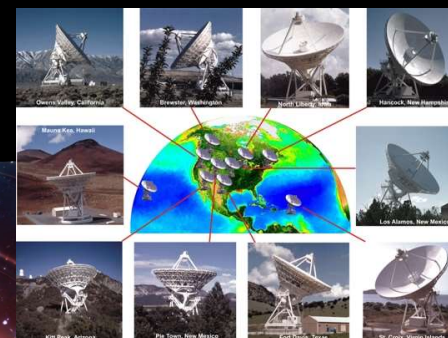 Owens Valley, California
Brewster, Washington
North Liberty, Iowa
Hancock, New Hampshire
Mauna Kea, Hawaii
Los Alamos, New Mexico
Kitt Peak, Arizona
Pie Town, New Mexico
Fort Davis, Texas
St. Croix, Virgin Islands